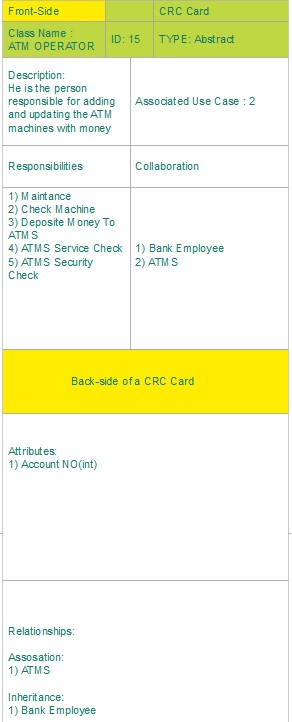 Front-Side CRC Card
Class Name :
ATM OPERATOR ID: 15 TYPE: Abstract
Description:
He is the person
responsible for adding
and updating the ATM
machines with money
Associated Use Case : 2
Responsibilities Collaboration
1) Maintance
2) Check Machine
3) Deposite Money To
ATMS
4) ATMS Service Check
5) ATMS Security
Check
1) Bank Employee
2) ATMS
Back-side of a CRC Card
Attributes:
1) Account NO(int)
Relationships:
Assosation:
1) ATMS
Inheritance:
1) Bank Employee